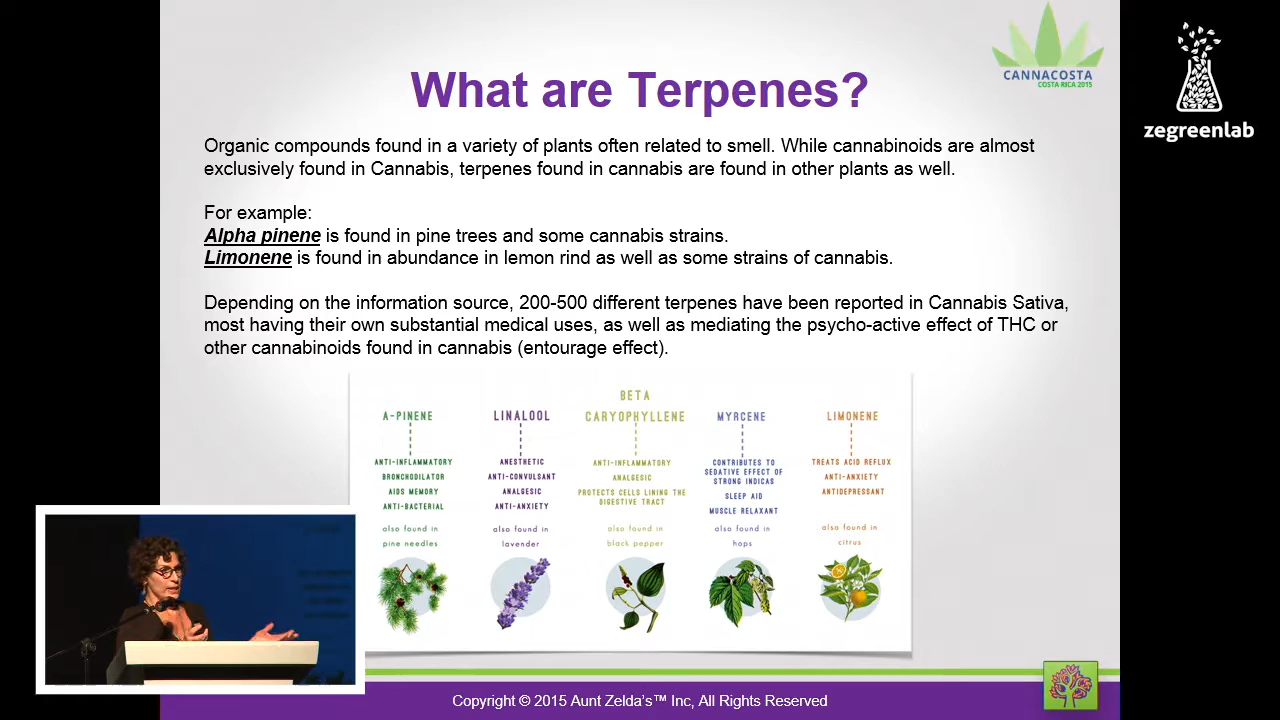 What are Terpenes?
CANNACOSTA
COSTA RICA 2015
zegreenlab
Organic compounds found in a variety of plants often related to smell. While cannabinoids are almost
exclusively found in Cannabis, terpenes found in cannabis are found in other plants as well.
For example:
Alpha pinene is found in pine trees and some cannabis strains.
Limonene is found in abundance in lemon rind as well as some strains of cannabis.
Depending on the information source, 200-500 different terpenes have been reported in Cannabis Sativa,
most having their own substantial medical uses, as well as mediating the psycho-active effect of THC or
other cannabinoids found in cannabis (entourage effect).
A-PINENE
ANTI-INFLAMMATORY
BRONCHODILATOR
AIDS MEMORY
ANTI-BACTERIAL
also found in
pine needles
LINALOOL
ANESTHETIC
ANTI-CONVULSANT
ANALGESIC
ANTI-ANXIETY
also found in
lavender
BETA
CARYOPHYLLENE
ANTI-INFLAMMATORY
ANALGESIC
PROTECTS CELLS LINING THE
DIGESTIVE TRACT
also found in
black pepper
MYRCENE
CONTRIBUTES TO
SEDATIVE EFFECT OF
STRONG INDICAS
SLEEP AID
MUSCLE RELAXANT
also found in
hops
LIMONENE
TREATS ACID REFLUX
ANTI-ANXIETY
ANTIDEPRESSANT
also found in
citrus
Copyright © 2015 Aunt Zelda's™ Inc, All Rights Reserved